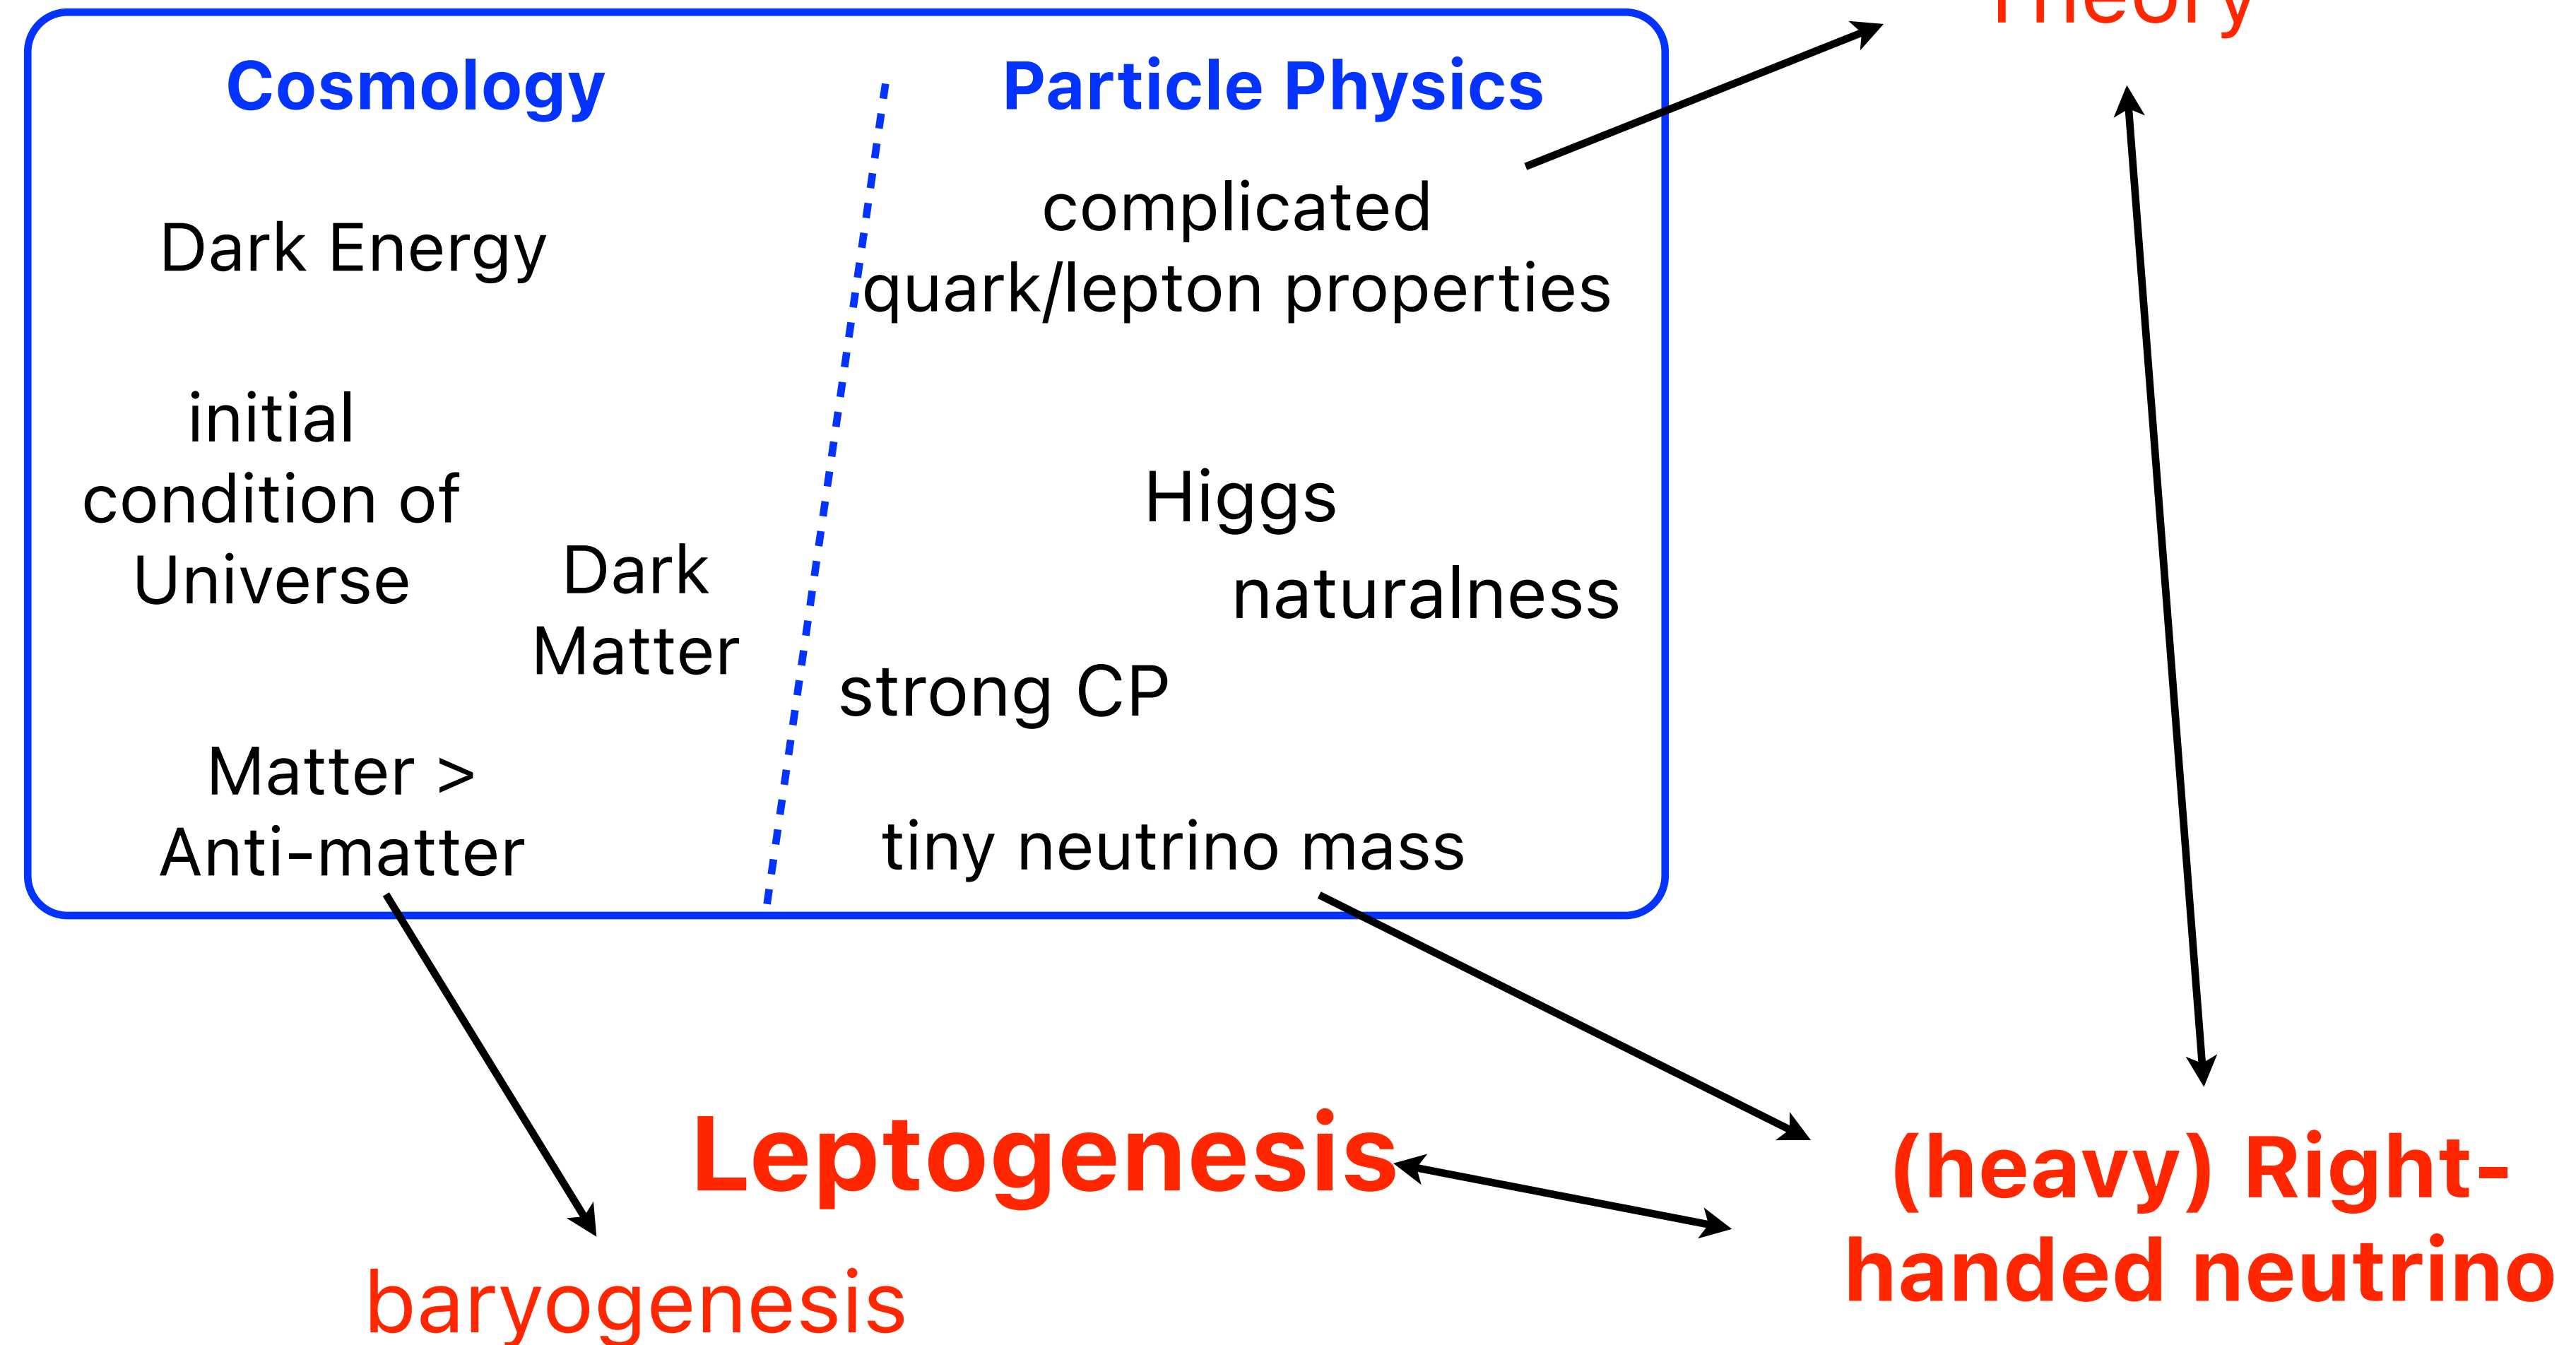 Theory
Cosmology
Particle Physics
Dark Energy
complicated
quark/lepton properties
initial
condition of
Universe
Dark
Matter
Higgs
naturalness
strong CP
Matter >
Anti-matter
tiny neutrino mass
Leptogenesis
(heavy) Right-
handed neutrino
baryogenesis